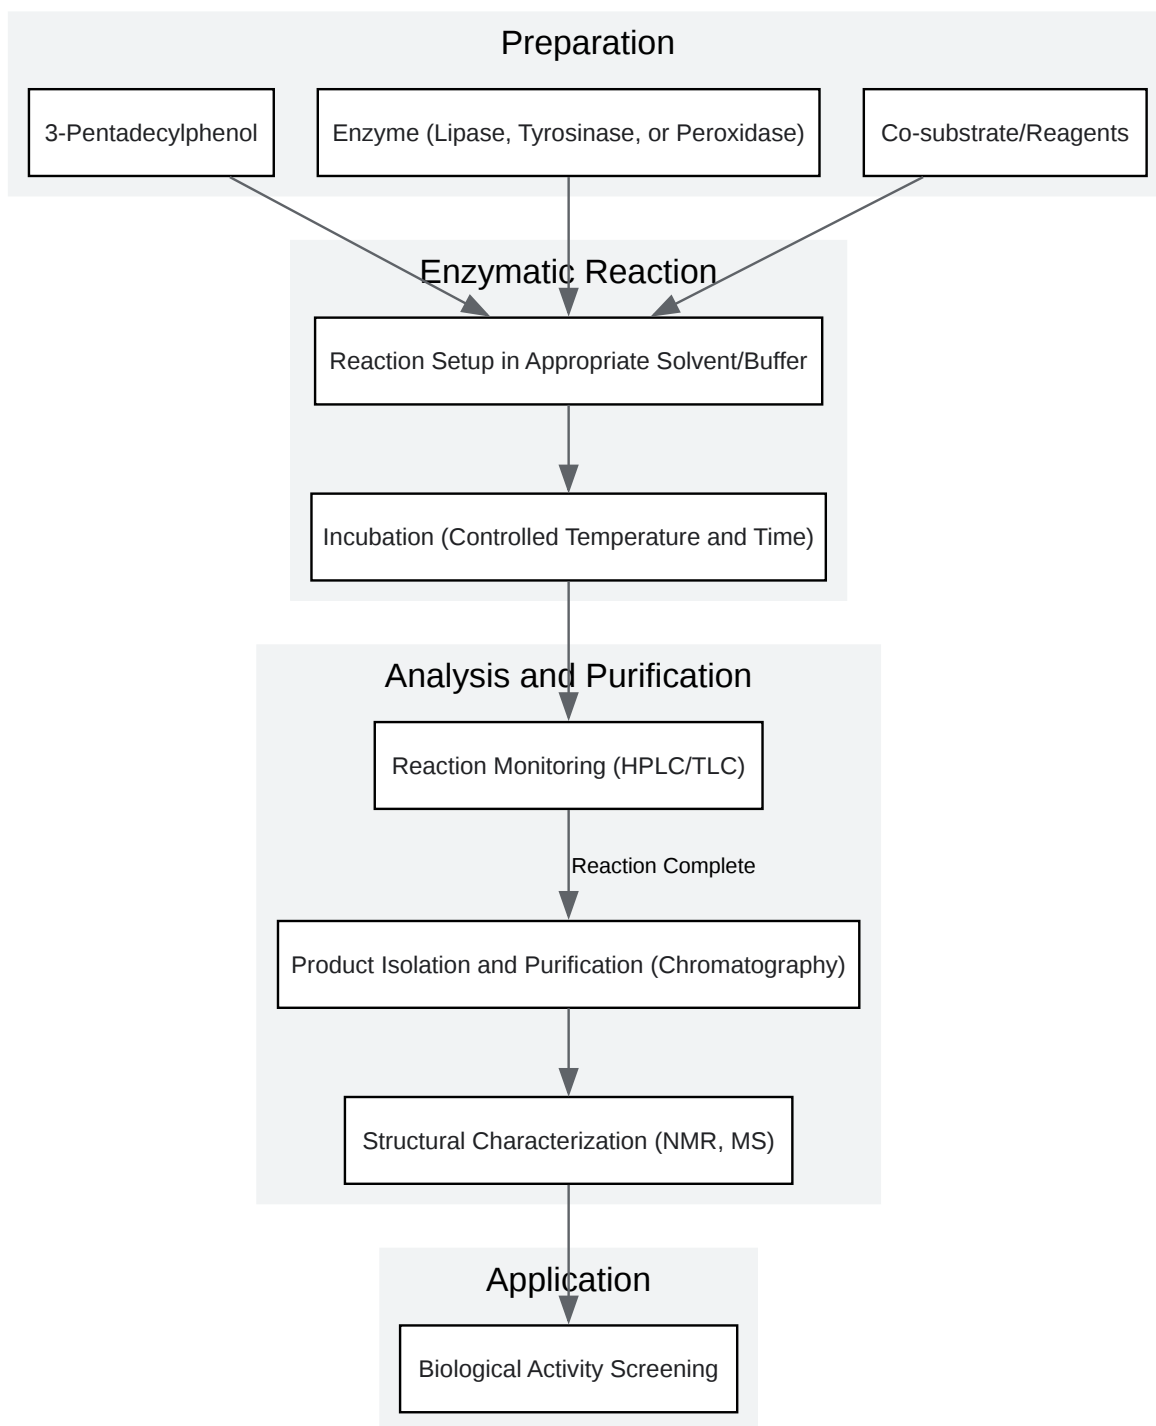 Preparation
3-Pentadecylphenol
Enzyme (Lipase, Tyrosinase, or Peroxidase)
Co-substrate/Reagents
Enzymatic Reaction
Reaction Setup in Appropriate Solvent/Buffer
Incubation (Controlled Temperature and Time)
Analysis and Purification
Reaction Monitoring (HPLC/TLC)
Reaction Complete
Product Isolation and Purification (Chromatography)
Structural Characterization (NMR, MS)
Application
Biological Activity Screening